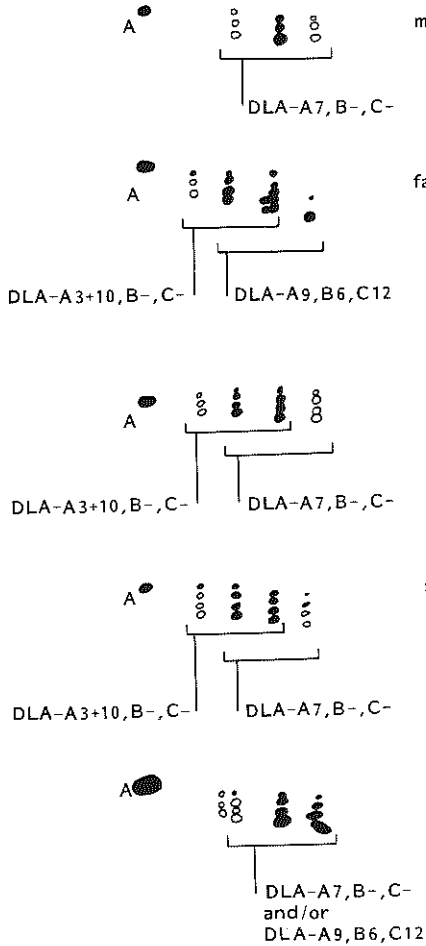 A
m
DLA-A7,B-,C-
A
fa
DLA-A3+10,B-,C- DLA-A9,B6,C12
A
DLA-A3+10,B-,C- DLA-A7,B-,C-
A
DLA-A3+10,B-,C- DLA-A7,B-,C-
A
DLA-A7,B-,C-
and/or
DLA-A9,B6,C12